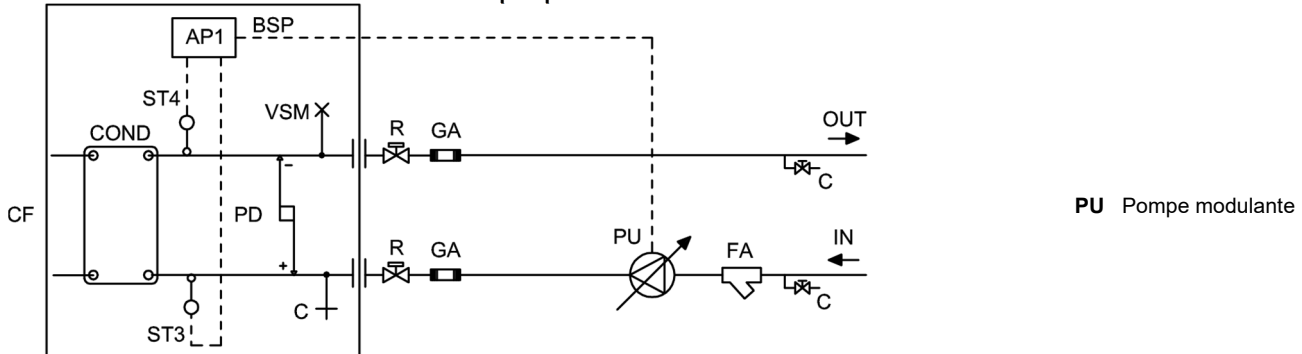 AP1 BSP
ST4
VSM
COND
R GA
OUT
C
CF
PD
PU Pompe modulante
PU
R GA
FA
IN
C
C
ST3